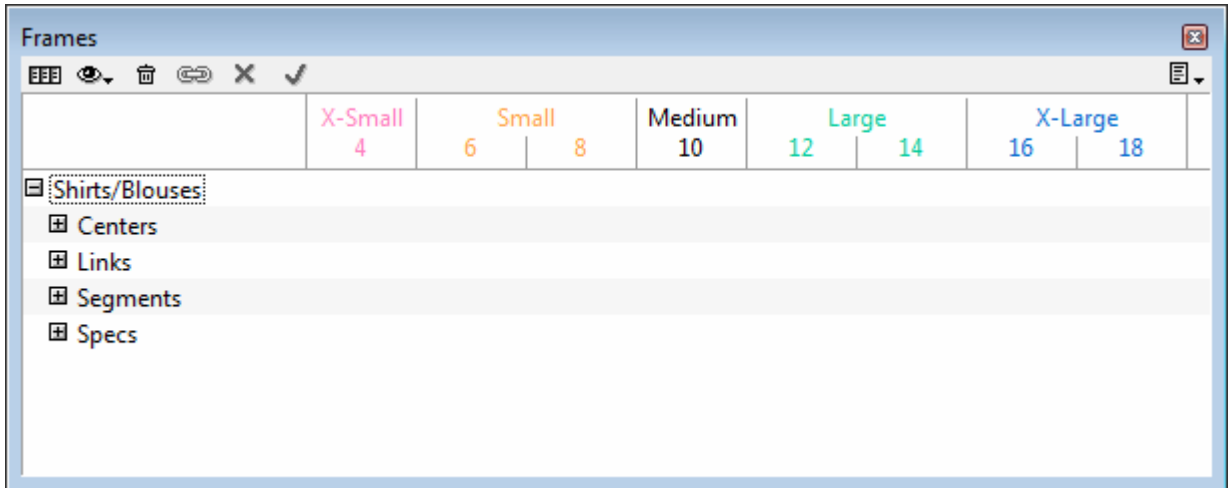 Frames
X-Small Small Medium Large X-Large
4 6 8 10 12 14 16 18
Shirts/Blouses
Centers
Links
Segments
Specs